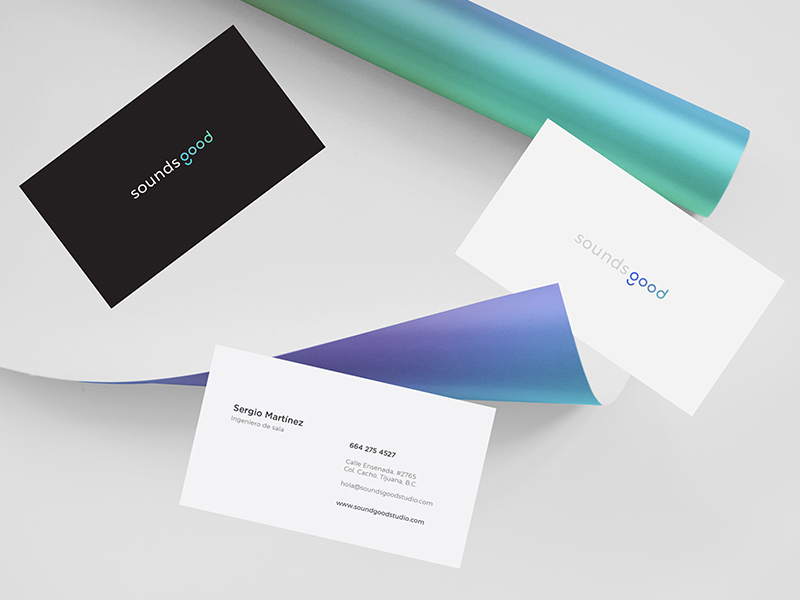 soundsgood
soundsgood
Sergio Martínez
Ingeniero de sala
664 275 4527
Calle Ensenada, #2765
Col. Cacho. Tijuana, B.C.
hola@soundsgoodstudio.com
www.soundgoodstudio.com